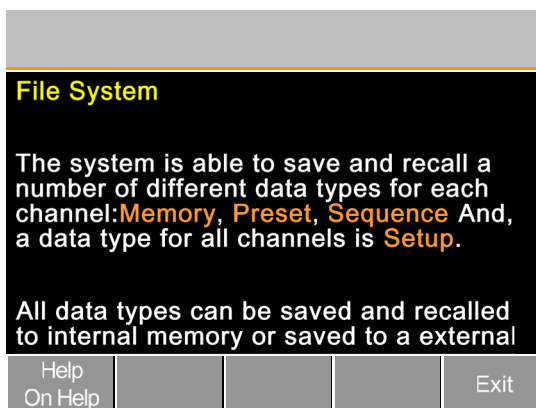 File System
The system is able to save and recall a
number of different data types for each
channel:Memory, Preset, Sequence And,
a data type for all channels is Setup.
All data types can be saved and recalled
to internal memory or saved to a external
Help
On Help
Exit